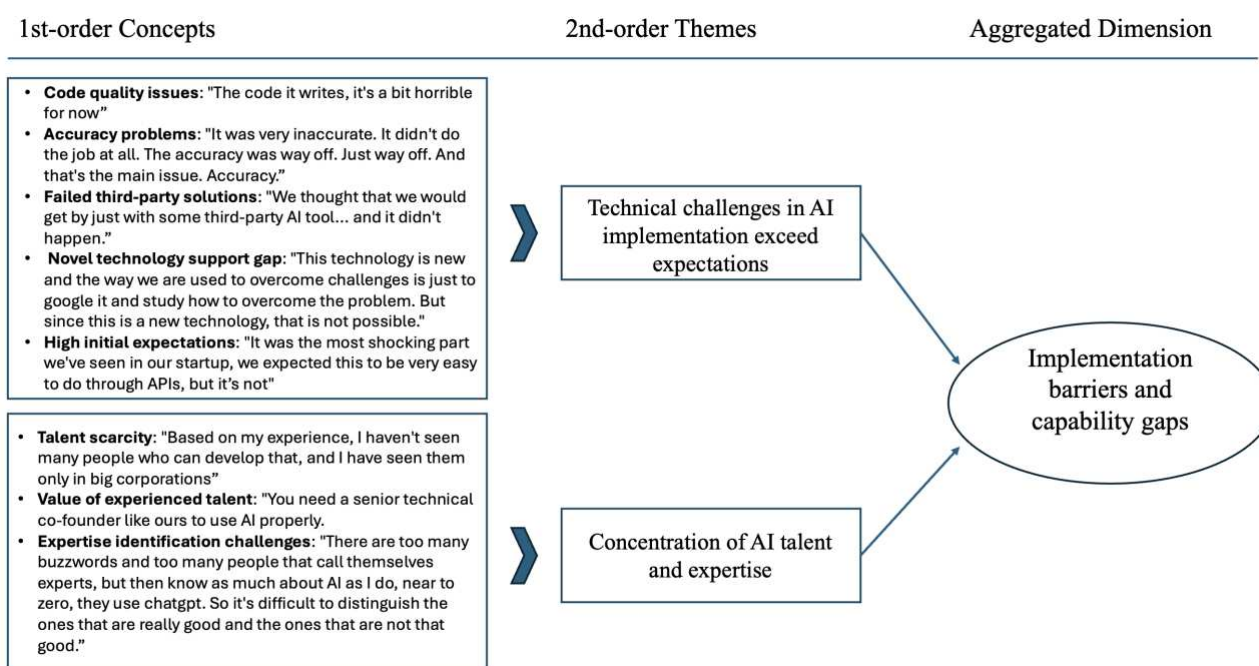 1st-order Concepts
2nd-order Themes
Aggregated Dimension
• Code quality issues: "The code it writes, it's a bit horrible
for now”
• Accuracy problems: "It was very inaccurate. It didn't do
the job at all. The accuracy was way off. Just way off. And
that's the main issue. Accuracy.”
• Failed third-party solutions: "We thought that we would
get by just with some third-party AI tool... and it didn't
happen.”
• Novel technology support gap: "This technology is new
and the way we are used to overcome challenges is just to
google it and study how to overcome the problem. But
since this is a new technology, that is not possible."
• High initial expectations: "It was the most shocking part
we've seen in our startup, we expected this to be very easy
to do through APIs, but it’s not"
Technical challenges in AI
implementation exceed
expectations
• Talent scarcity: "Based on my experience, I haven't seen
many people who can develop that, and I have seen them
only in big corporations”
• Value of experienced talent: "You need a senior technical
co-founder like ours to use AI properly.
• Expertise identification challenges: "There are too many
buzzwords and too many people that call themselves
experts, but then know as much about AI as I do, near to
zero, they use chatgpt. So it's difficult to distinguish the
ones that are really good and the ones that are not that
good.”
Concentration of AI talent
and expertise
Implementation
barriers and
capability gaps